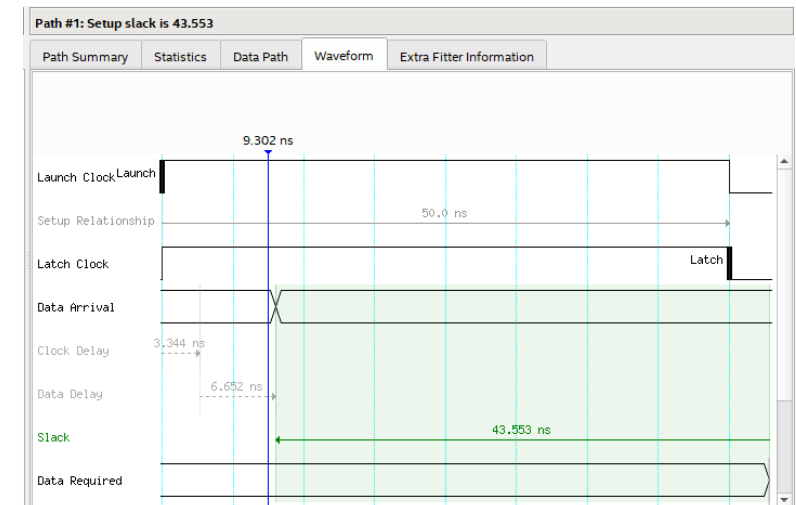 Path #1: Setup slack is 43.553
Path Summary Statistics Data Path Waveform Extra Fitter Information
9.302 ns
Launch Clock Launch
Setup Relationship 50.0 ns
Latch Clock Latch
Data Arrival
Clock Delay 3.344 ns
Data Delay 6.652 ns
Slack 43.553 ns
Data Required